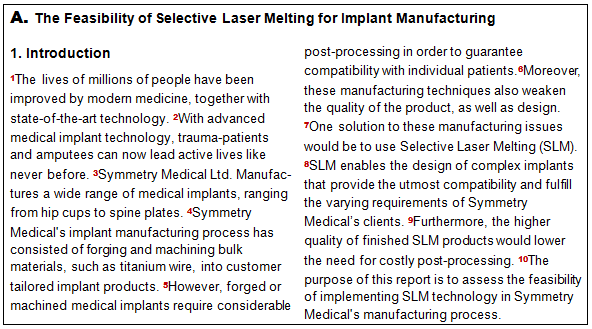 A. The Feasibility of Selective Laser Melting for Implant Manufacturing
1. Introduction
1The lives of millions of people have been
improved by modern medicine, together with
state-of-the-art technology. 2With advanced
medical implant technology, trauma-patients
and amputees can now lead active lives like
never before. 3Symmetry Medical Ltd. Manufac-
tures a wide range of medical implants, ranging
from hip cups to spine plates. 4Symmetry
Medical's implant manufacturing process has
consisted of forging and machining bulk
materials, such as titanium wire, into customer
tailored implant products. 5However, forged or
machined medical implants require considerable
post-processing in order to guarantee
compatibility with individual patients.6Moreover,
these manufacturing techniques also weaken
the quality of the product, as well as design.
7One solution to these manufacturing issues
would be to use Selective Laser Melting (SLM).
8SLM enables the design of complex implants
that provide the utmost compatibility and fulfill
the varying requirements of Symmetry
Medical's clients. 9Furthermore, the higher
quality of finished SLM products would lower
the need for costly post-processing. 10The
purpose of this report is to assess the feasibility
of implementing SLM technology in Symmetry
Medical's manufacturing process.